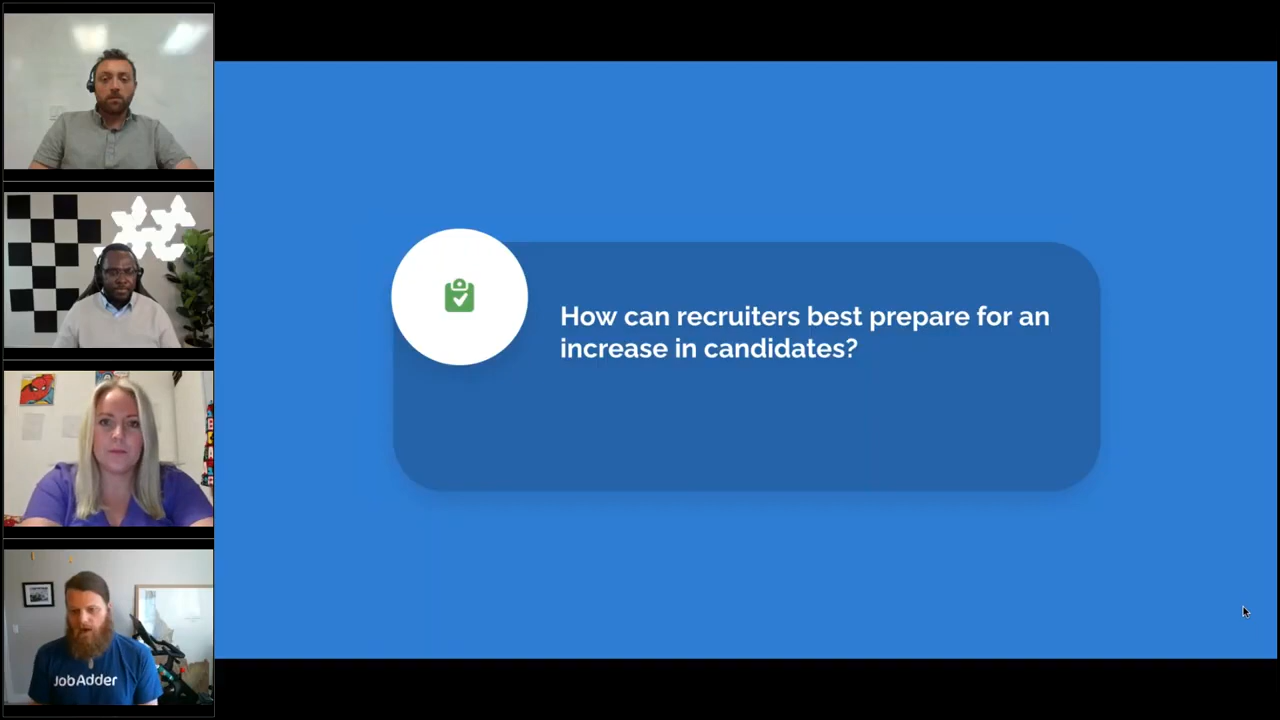 How can recruiters best prepare for an
increase in candidates?
JobAdder